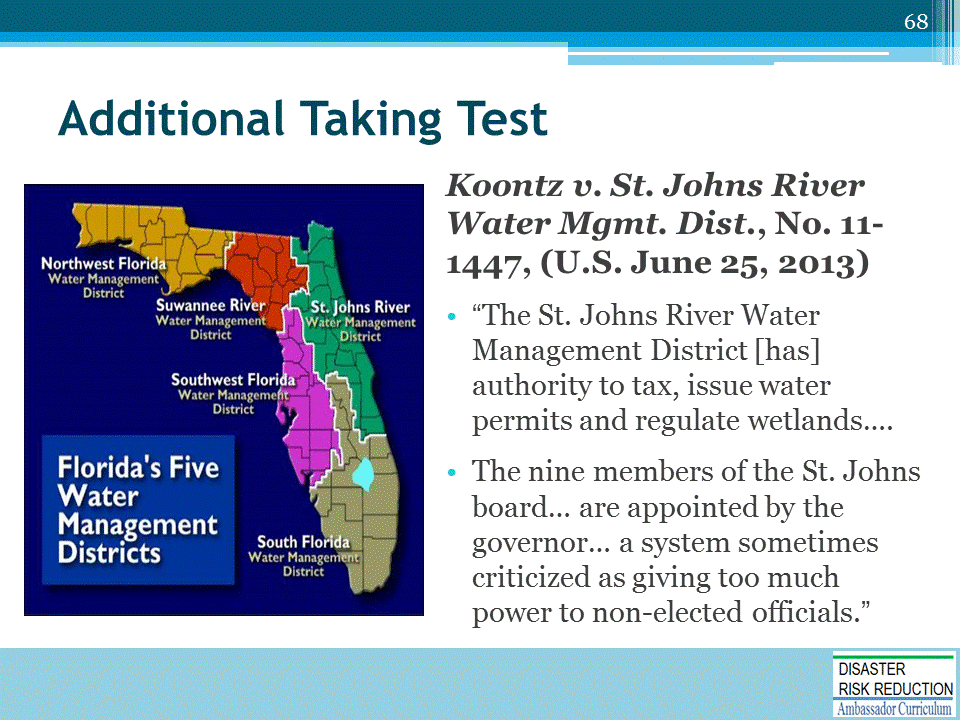 68
Additional Taking Test
Northwest Florida
Water Management
District
Suwannee River
Water Management
District
St. Johns River
Water Management
District
Southwest Florida
Water Management
District
Florida's Five
Water
Management
Districts
South Florida
Water Management
District
Koontz v. St. Johns River
Water Mgmt. Dist., No. 11-
1447, (U.S. June 25, 2013)
• “The St. Johns River Water
Management District [has]
authority to tax, issue water
permits and regulate wetlands....
• The nine members of the St. Johns
board... are appointed by the
governor... a system sometimes
criticized as giving too much
power to non-elected officials.”
DISASTER
RISK REDUCTION
Ambassador Curriculum